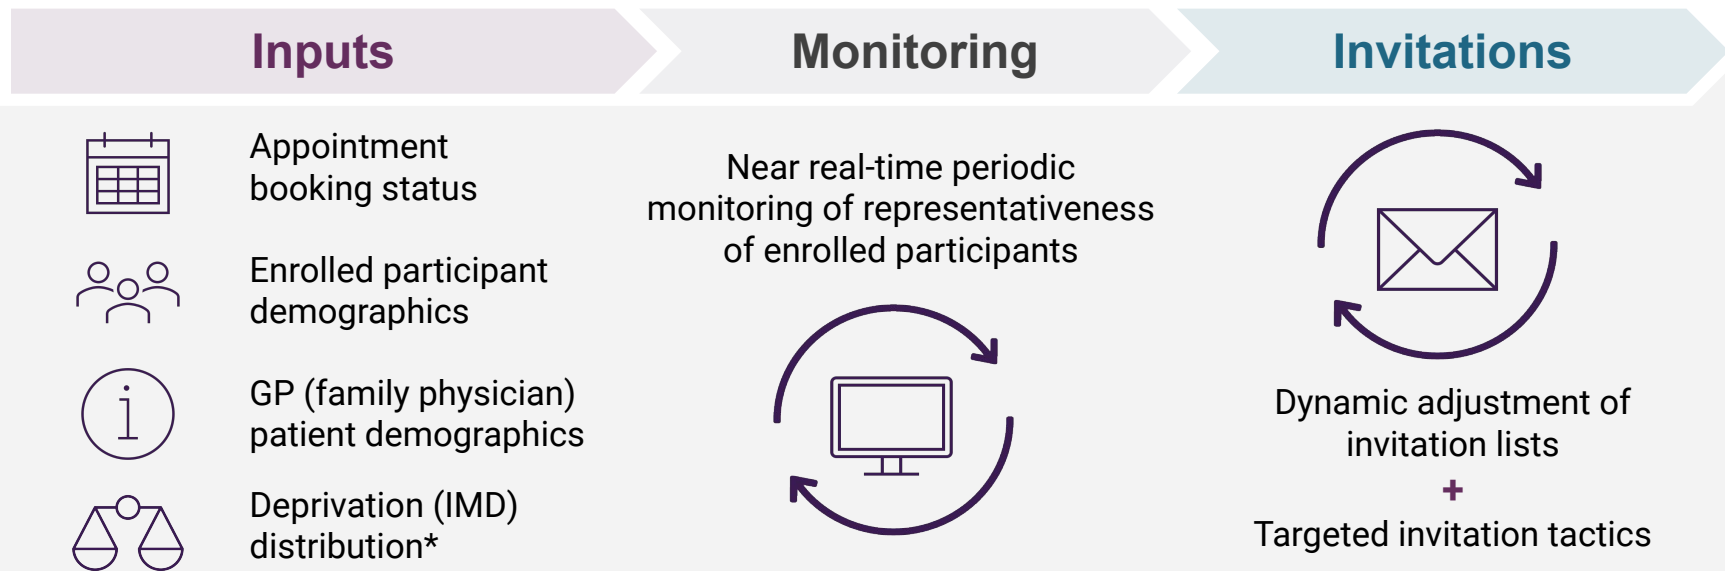 Inputs
Monitoring
Invitations
Appointment
booking status
Enrolled participant
demographics
GP (family physician)
patient demographics
Deprivation (IMD)
distribution*
Near real-time periodic
monitoring of representativeness
of enrolled participants
Dynamic adjustment of
invitation lists
+
Targeted invitation tactics